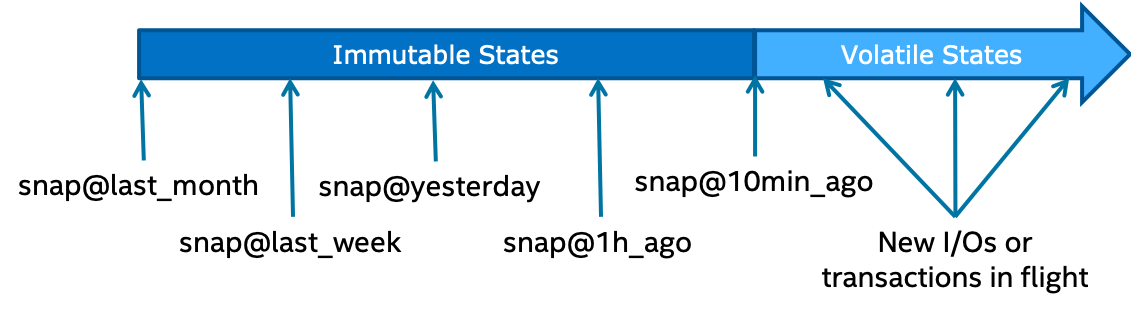 Immutable States
Volatile States
snap@last_month
snap@yesterday
snap@10min_ago
snap@last_week
snap@1h_ago
New I/Os or
transactions in flight